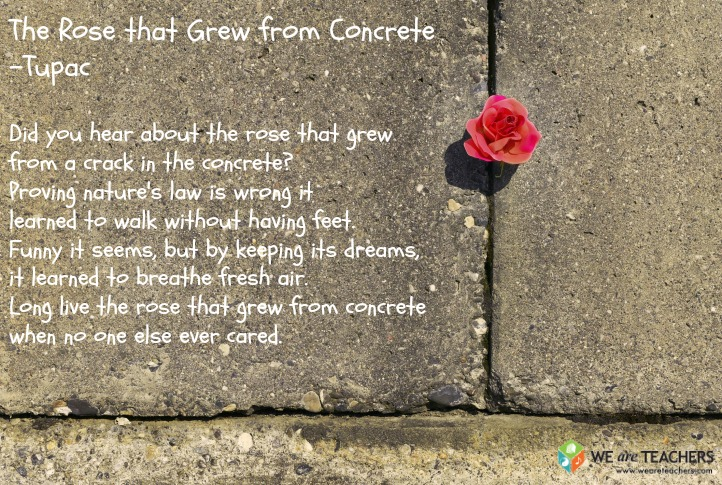 The Rose that Grew from Concrete
-Tupac
Did you hear about the rose that grew
from a crack in the concrete?
Proving nature's law is wrong it
learned to walk without having feet.
Funny it seems, but by keeping its dreams,
it learned to breathe fresh air.
Long live the rose that grew from concrete
when no one else ever cared.
WE are TEACHERS
www.weareteachers.com